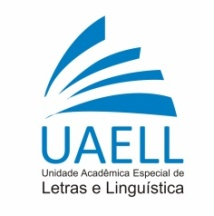 UAELL
Unidade Acadêmica Especial de
Letras e Linguística